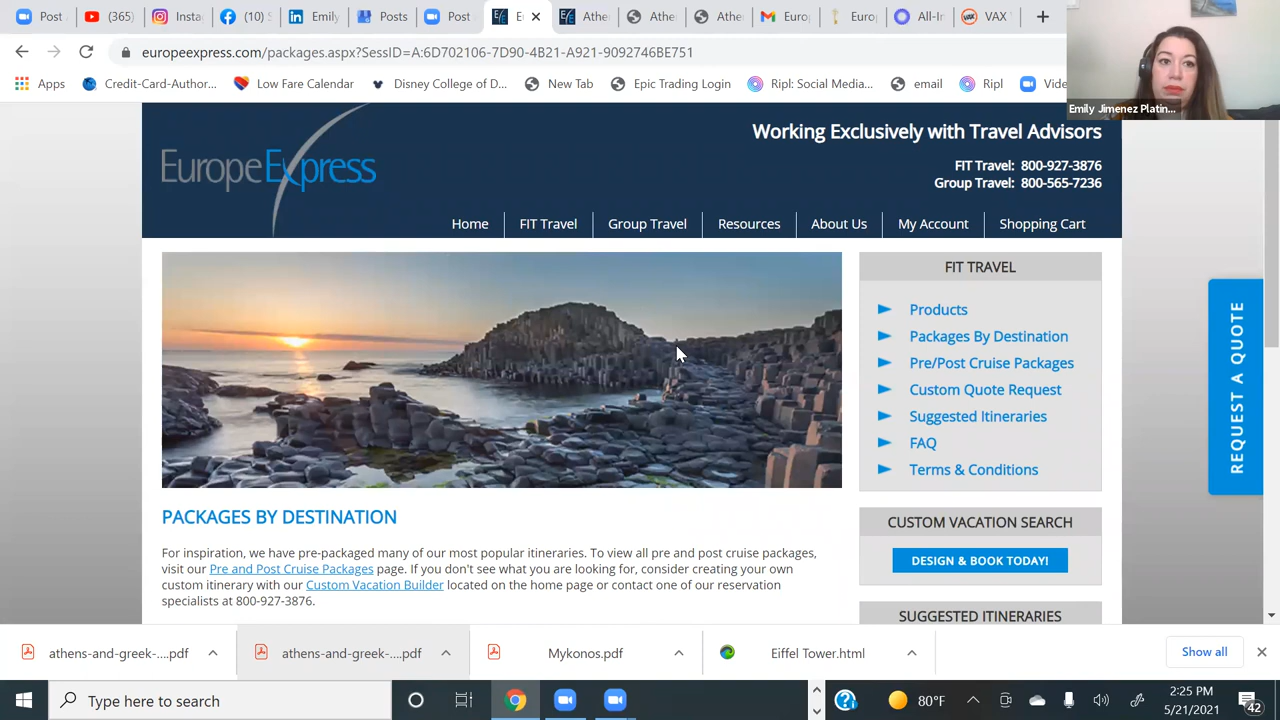 Post
(365)
Insta
(10)
Emily
Posts
Post
E
Athe
Athe
Athe
Euro
Euro
All-I
VAX
europeexpress.com/packages.aspx?SessID=A:6D702106-7D90-4B21-A921-9092746BE751
Apps
Credit-Card-Author...
Low Fare Calendar
Disney College of D...
New Tab
Epic Trading Login
Ripl: Social Media...
email
Ripl
Vide
Emily Jimenez Platin...
EuropeExpress
Working Exclusively with Travel Advisors
FIT Travel: 800-927-3876
Group Travel: 800-565-7236
Home
FIT Travel
Group Travel
Resources
About Us
My Account
Shopping Cart
FIT TRAVEL
Products
Packages By Destination
Pre/Post Cruise Packages
Custom Quote Request
Suggested Itineraries
FAQ
Terms & Conditions
REQUEST A QUOTE
CUSTOM VACATION SEARCH
DESIGN & BOOK TODAY!
SUGGESTED ITINERARIES
PACKAGES BY DESTINATION
For inspiration, we have pre-packaged many of our most popular itineraries. To view all pre and post cruise packages,
visit our Pre and Post Cruise Packages page. If you don't see what you are looking for, consider creating your own
custom itinerary with our Custom Vacation Builder located on the home page or contact one of our reservation
specialists at 800-927-3876.
athens-and-greek-....pdf
athens-and-greek-....pdf
Mykonos.pdf
Eiffel Tower.html
Show all
Type here to search
80°F
2:25 PM
5/21/2021
42